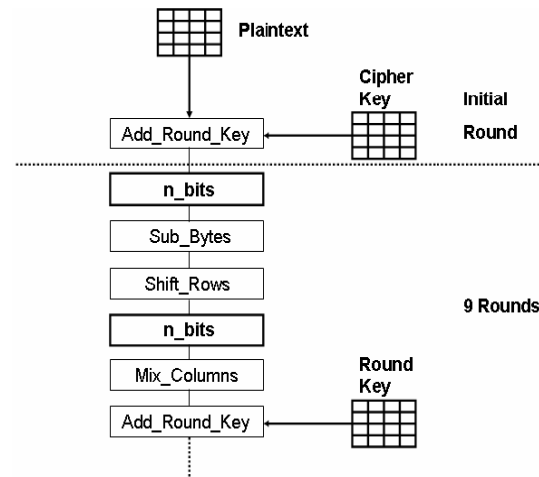 Plaintext
Cipher
Key
Initial
Round
Add_Round_Key
n_bits
Sub_Bytes
Shift_Rows
9 Rounds
n_bits
Mix_Columns
Round
Key
Add_Round_Key